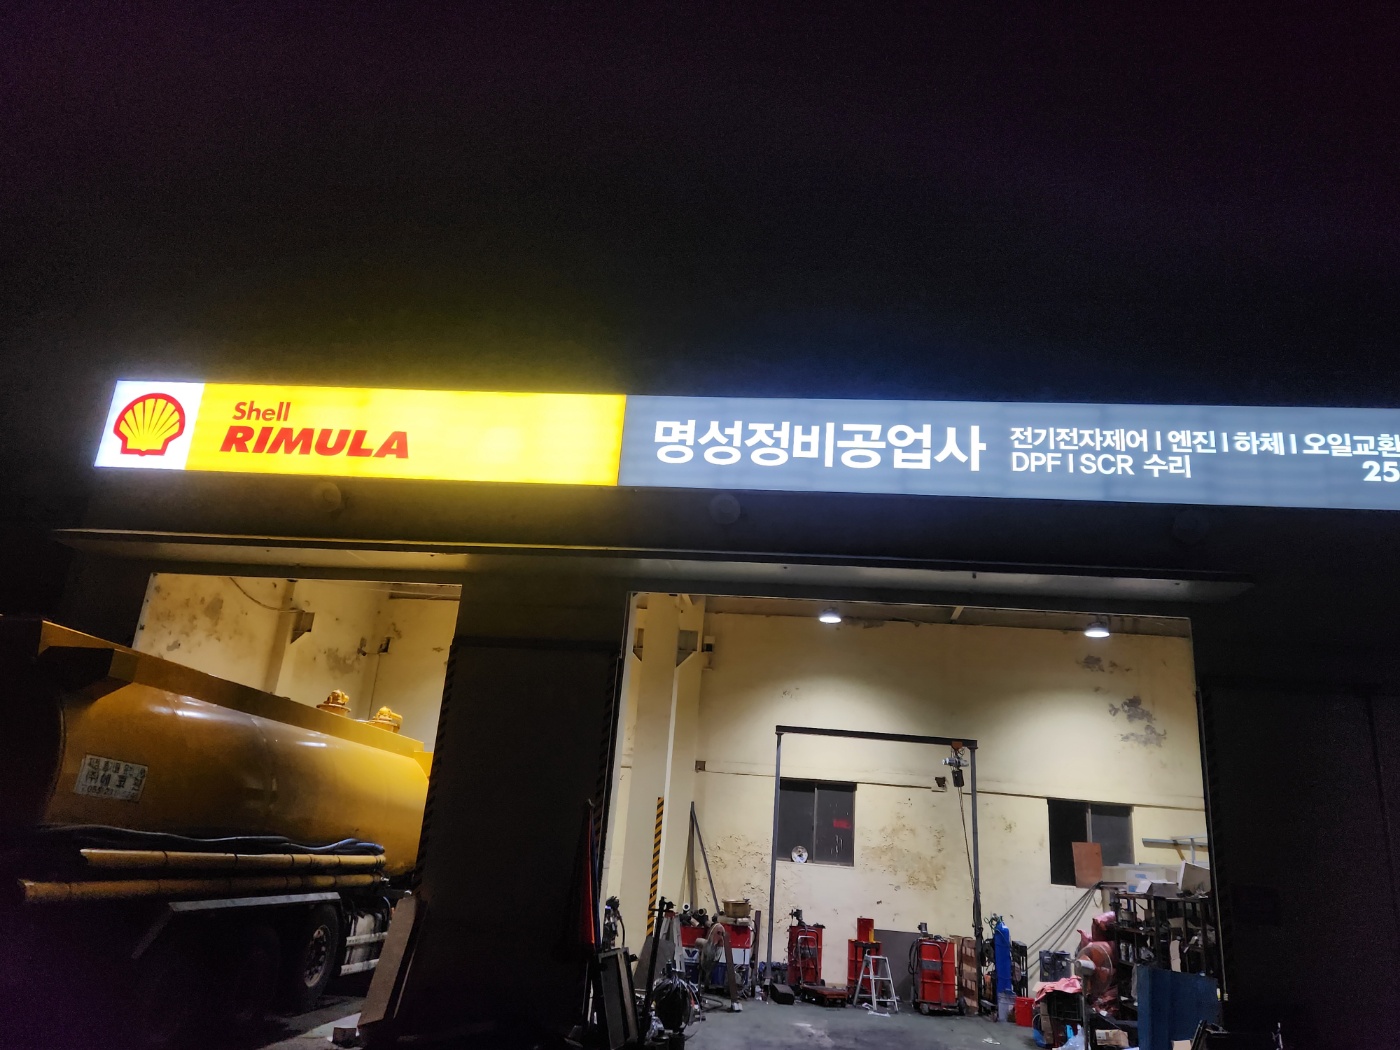 Shell
RIMULA
명성정비공업사
전기전자제어 | 엔진 | 하체 | 오일교환
DPF | SCR 수리
25